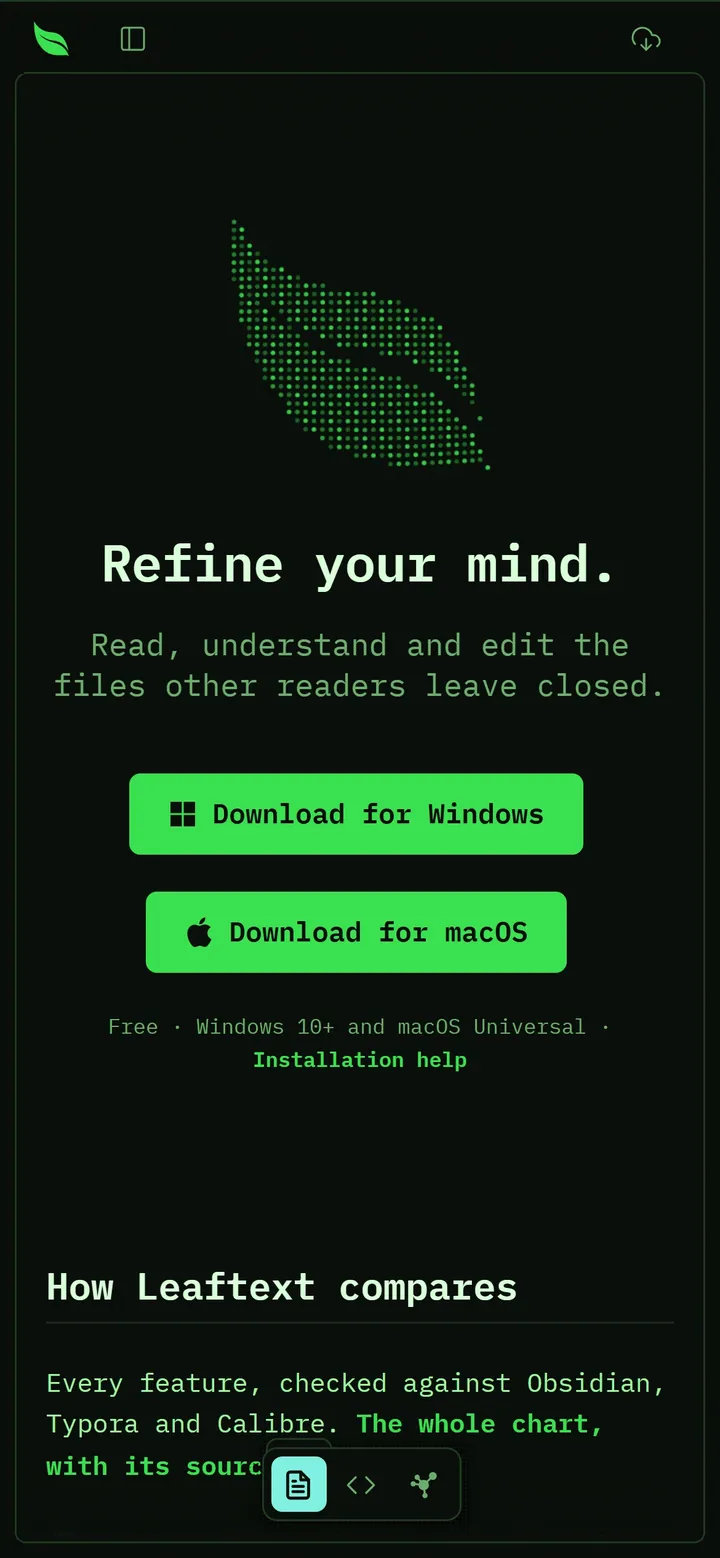 Refine your mind.
Read, understand and edit the
files other readers leave closed.
Download for Windows
Download for macOS
Free · Windows 10+ and macOS Universal ·
Installation help
How Leaftext compares
Every feature, checked against Obsidian,
Typora and Calibre. The whole chart,
with its